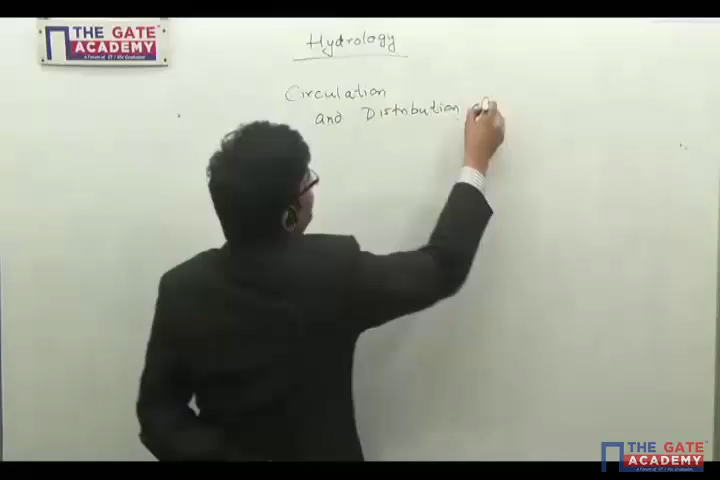 THE GATE
ACADEMY
Hydrology
Circulation
and Distribution
THE GATE
ACADEMY